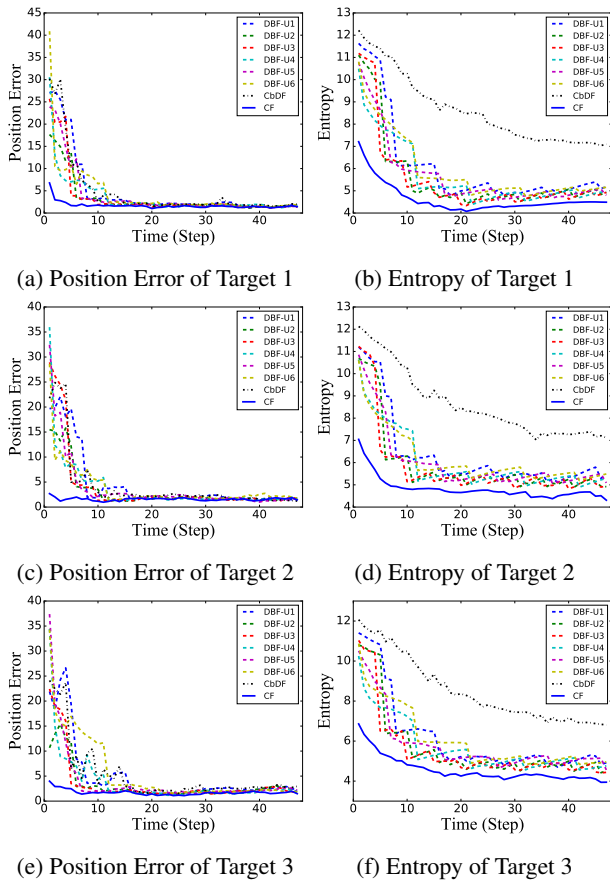 45
40
35
30
25
20
15
10
5
0
0 10 20 30 40
Position Error
Time (Step)
DBF-U1
DBF-U2
DBF-U3
DBF-U4
DBF-U5
DBF-U6
CbDF
CF
13
12
11
10
9
8
7
6
5
4
0 10 20 30 40
Entropy
Time (Step)
DBF-U1
DBF-U2
DBF-U3
DBF-U4
DBF-U5
DBF-U6
CbDF
CF
(a) Position Error of Target 1
(b) Entropy of Target 1
40
35
30
25
20
15
10
5
0
0 10 20 30 40
Position Error
Time (Step)
DBF-U1
DBF-U2
DBF-U3
DBF-U4
DBF-U5
DBF-U6
CbDF
CF
13
12
11
10
9
8
7
6
5
4
0 10 20 30 40
Entropy
Time (Step)
DBF-U1
DBF-U2
DBF-U3
DBF-U4
DBF-U5
DBF-U6
CbDF
CF
(c) Position Error of Target 2
(d) Entropy of Target 2
40
35
30
25
20
15
10
5
0
0 10 20 30 40
Position Error
Time (Step)
DBF-U1
DBF-U2
DBF-U3
DBF-U4
DBF-U5
DBF-U6
CbDF
CF
12
10
8
6
4
0 10 20 30 40
Entropy
Time (Step)
DBF-U1
DBF-U2
DBF-U3
DBF-U4
DBF-U5
DBF-U6
CbDF
CF
(e) Position Error of Target 3
(f) Entropy of Target 3